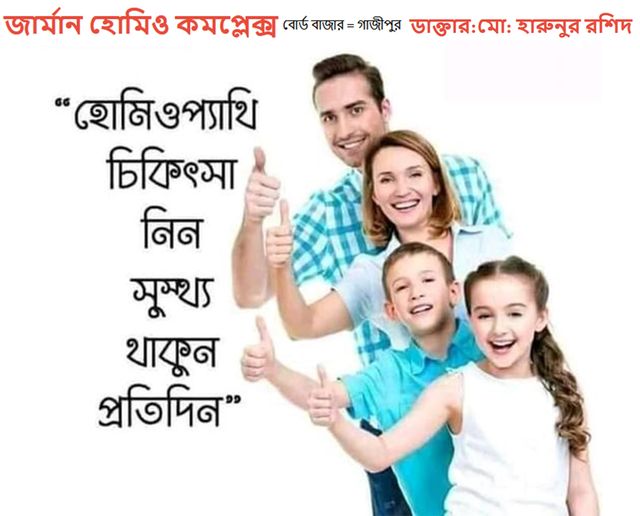 জার্মান হোমিও কমপ্লেক্স বোর্ড বাজার = গাজীপুর ডাক্তার:মো: হারুনুর রশিদ
“হোমিওপ্যাথি
চিকিৎসা
নিন
সুস্থ্য
থাকুন
প্রতিদিন”